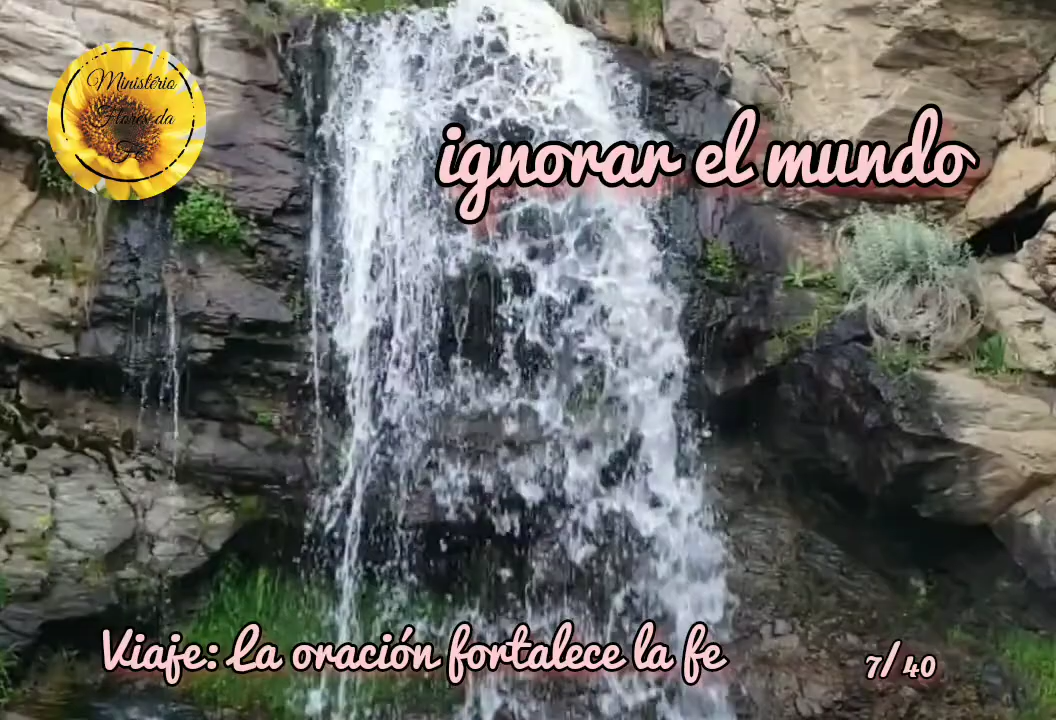 Ministério
Flores da
Fé
ignorar el mundo
Viaje: La oración fortalece la fe
7/40